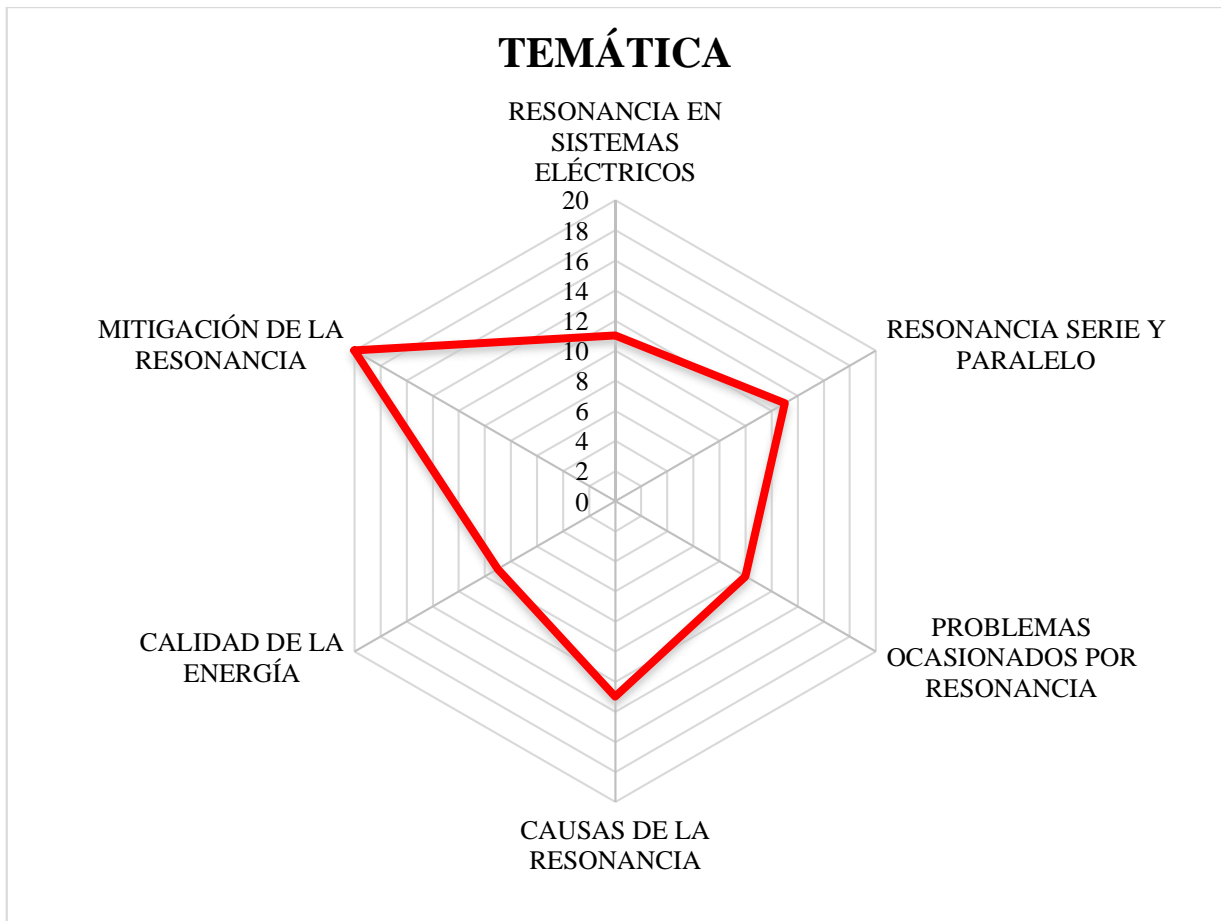 TEMÁTICA
RESONANCIA EN
SISTEMAS
ELÉCTRICOS
20
18
16
14
12
10
8
6
4
2
0
RESONANCIA SERIE Y
PARALELO
PROBLEMAS
OCASIONADOS POR
RESONANCIA
CAUSAS DE LA
RESONANCIA
CALIDAD DE LA
ENERGÍA
MITIGACIÓN DE LA
RESONANCIA